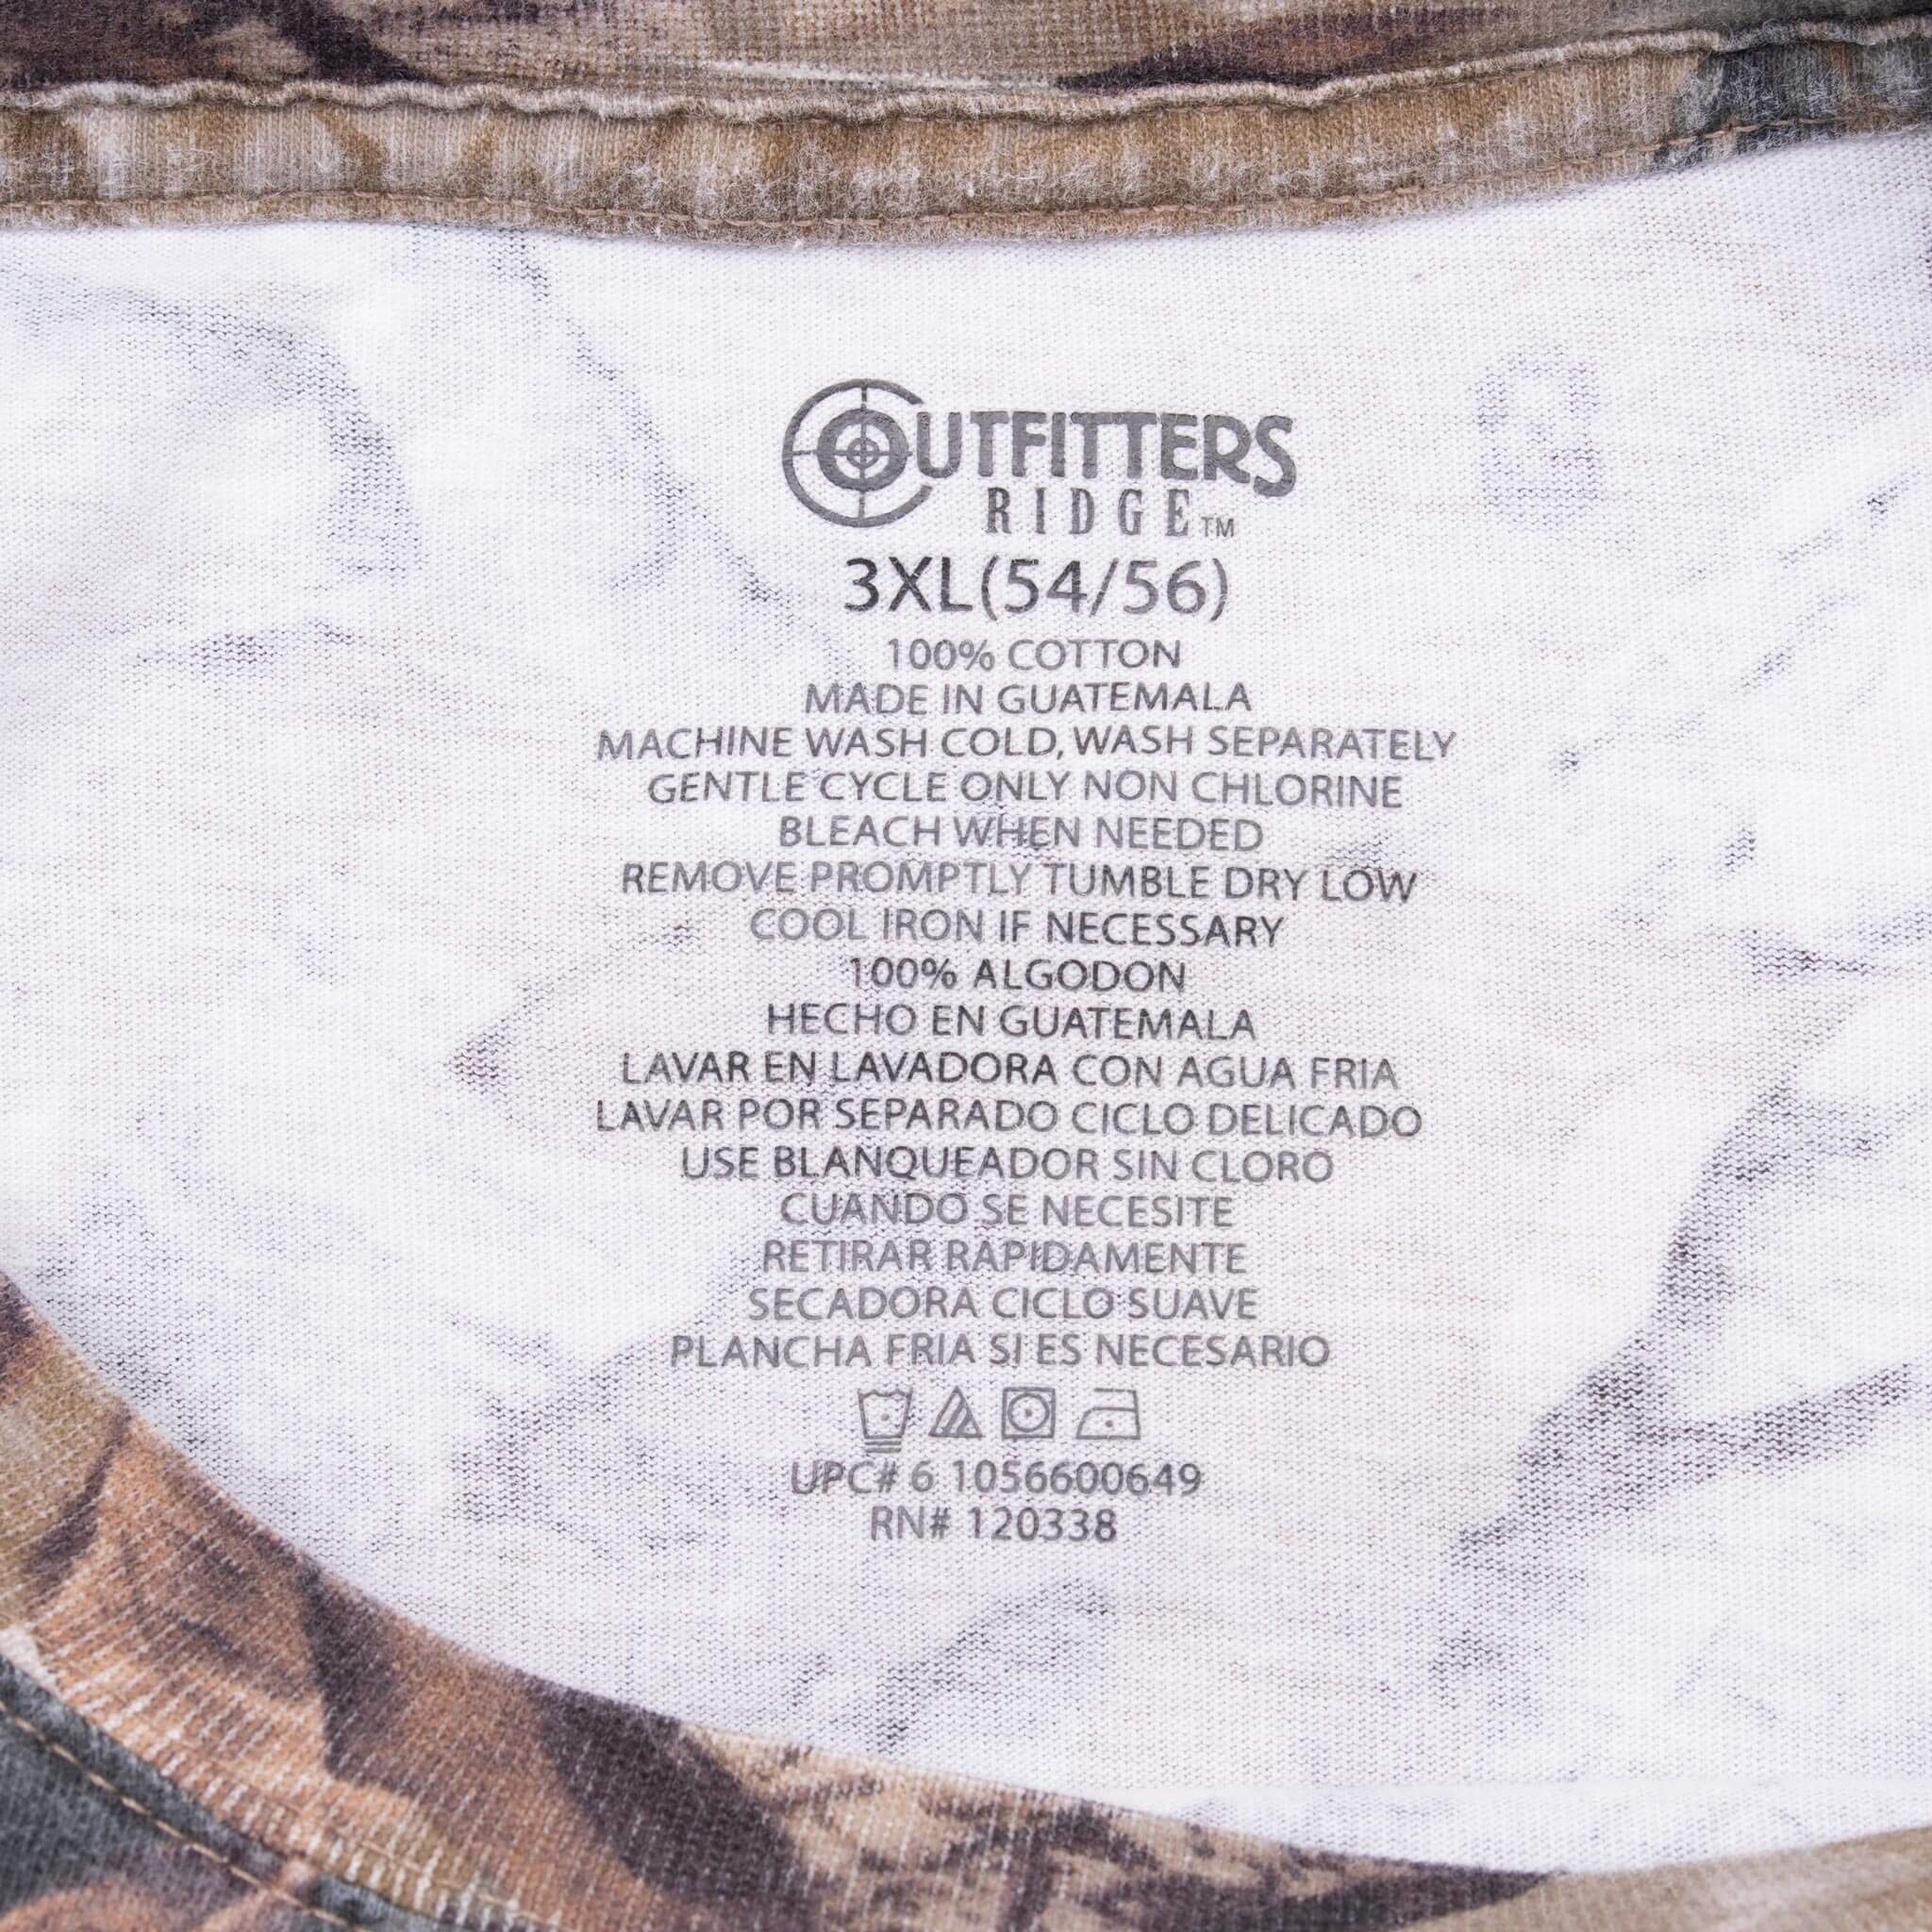 OUTFITTERS
RIDGE™
3XL(54/56)
100% COTTON
MADE IN GUATEMALA
MACHINE WASH COLD, WASH SEPARATELY
GENTLE CYCLE ONLY NON CHLORINE
BLEACH WHEN NEEDED
REMOVE PROMPTLY TUMBLE DRY LOW
COOL IRON IF NECESSARY
100% ALGODON
HECHO EN GUATEMALA
LAVAR EN LAVADORA CON AGUA FRIA
LAVAR POR SEPARADO CICLO DELICADO
USE BLANQUEADOR SIN CLORO
CUANDO SE NECESITE
RETIRAR RAPIDAMENTE
SECADORA CICLO SUAVE
PLANCHA FRIA SI ES NECESARIO
UPC# 6 1056600649
RN# 120338